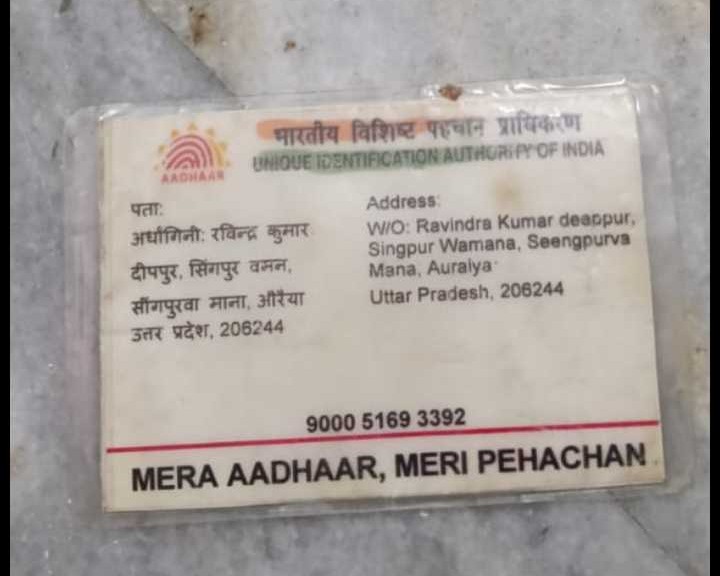 भारतीय विशिष्ट पहचान प्राधिकरण
UNIQUE IDENTIFICATION AUTHORITY OF INDIA
AADHAAR
पता:
अर्धांगिनी: रविन्द्र कुमार
दीपपुर, सिंगपुर वमन,
सींगपुरवा माना, औरैया
उत्तर प्रदेश, 206244
Address:
W/O: Ravindra Kumar deappur,
Singpur Wamana, Seengpurva
Mana, Auraiya
Uttar Pradesh, 206244
9000 5169 3392
MERA AADHAAR, MERI PEHACHAN